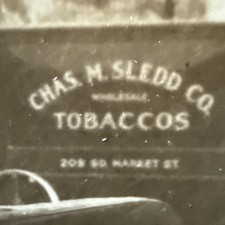 CHAS. M. SLEDD CO.
WHOLESALE
TOBACCOS
209 SO. MARKET ST.